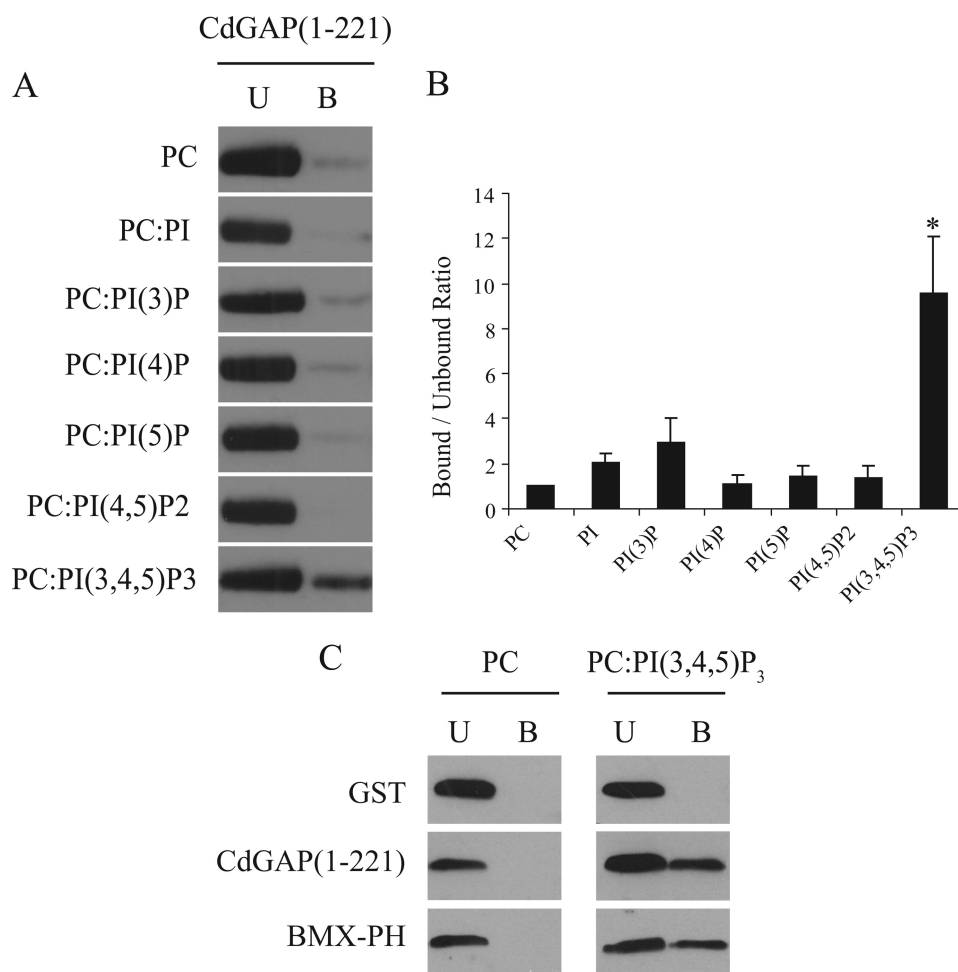 CdGAP(1-221)
A
U B
PC
PC:PI
PC:PI(3)P
PC:PI(4)P
PC:PI(5)P
PC:PI(4,5)P2
PC:PI(3,4,5)P3
B
Bound / Unbound Ratio
14
12
10
8
6
4
2
0
*
PC
PI
PI(3)P
PI(4)P
PI(5)P
PI(4,5)P2
PI(3,4,5)P3
C
PC PC:PI(3,4,5)P₃
U B U B
GST
CdGAP(1-221)
BMX-PH